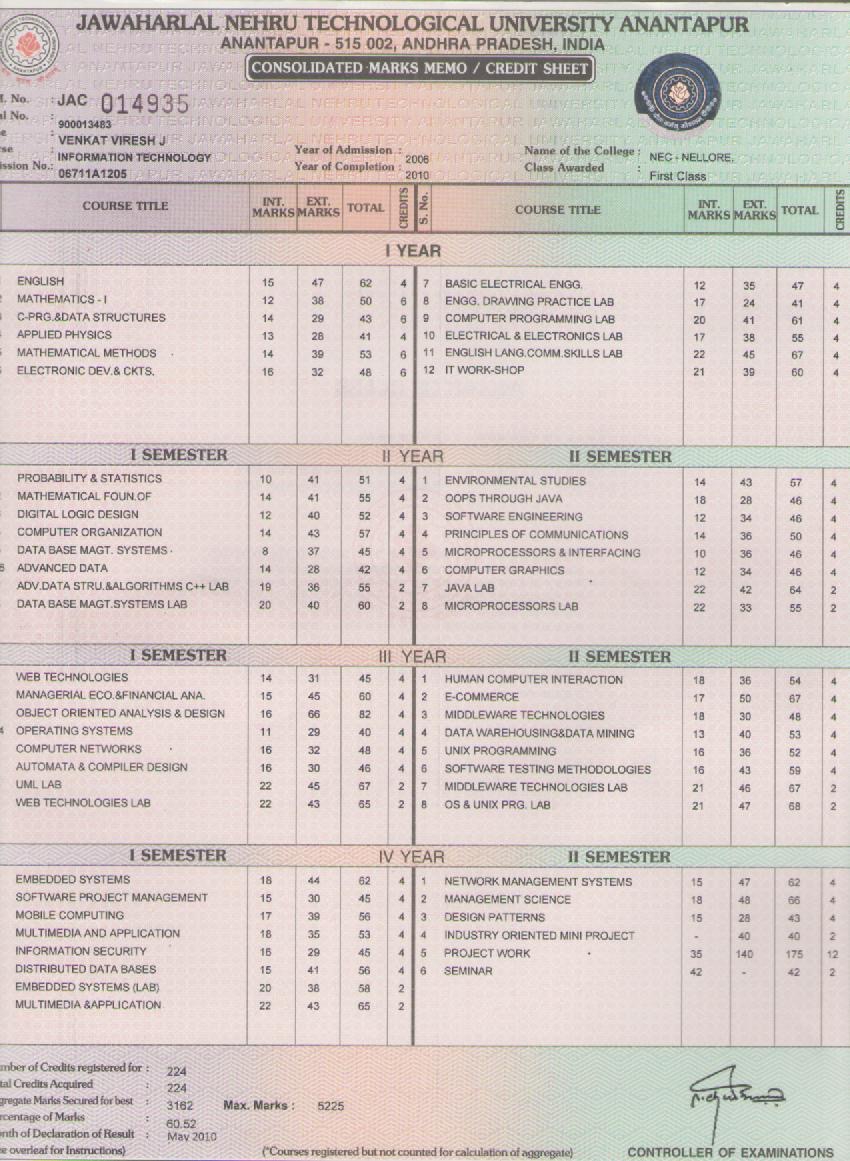 JAWAHARLAL NEHRU TECHNOLOGICAL UNIVERSITY ANANTAPUR
ANANTAPUR - 515 002, ANDHRA PRADESH, INDIA
CONSOLIDATED MARKS MEMO / CREDIT SHEET
. No. : JAC 014935
al No. : 900013483
e : VENKAT VIRESH J
rse : INFORMATION TECHNOLOGY
ission No.: 06711A1205
Year of Admission : 2006
Year of Completion : 2010
Name of the College : NEC - NELLORE,
Class Awarded : First Class
COURSE TITLE INT. MARKS EXT. MARKS TOTAL CREDITS S. No. COURSE TITLE INT. MARKS EXT. MARKS TOTAL CREDITS
I YEAR
ENGLISH 15 47 62 4 7 BASIC ELECTRICAL ENGG. 12 35 47 4
MATHEMATICS - I 12 38 50 6 8 ENGG. DRAWING PRACTICE LAB 17 24 41 4
C-PRG.&DATA STRUCTURES 14 29 43 6 9 COMPUTER PROGRAMMING LAB 20 41 61 4
APPLIED PHYSICS 13 28 41 4 10 ELECTRICAL & ELECTRONICS LAB 17 38 55 4
MATHEMATICAL METHODS 14 39 53 6 11 ENGLISH LANG.COMM.SKILLS LAB 22 45 67 4
ELECTRONIC DEV.& CKTS. 16 32 48 6 12 IT WORK-SHOP 21 39 60 4
I SEMESTER II YEAR II SEMESTER
PROBABILITY & STATISTICS 10 41 51 4 1 ENVIRONMENTAL STUDIES 14 43 57 4
MATHEMATICAL FOUN.OF 14 41 55 4 2 OOPS THROUGH JAVA 18 28 46 4
DIGITAL LOGIC DESIGN 12 40 52 4 3 SOFTWARE ENGINEERING 12 34 46 4
COMPUTER ORGANIZATION 14 43 57 4 4 PRINCIPLES OF COMMUNICATIONS 14 36 50 4
DATA BASE MAGT. SYSTEMS 8 37 45 4 5 MICROPROCESSORS & INTERFACING 10 36 46 4
ADVANCED DATA 14 28 42 4 6 COMPUTER GRAPHICS 12 34 46 4
ADV.DATA STRU.&ALGORITHMS C++ LAB 19 36 55 2 7 JAVA LAB 22 42 64 2
DATA BASE MAGT.SYSTEMS LAB 20 40 60 2 8 MICROPROCESSORS LAB 22 33 55 2
I SEMESTER III YEAR II SEMESTER
WEB TECHNOLOGIES 14 31 45 4 1 HUMAN COMPUTER INTERACTION 18 36 54 4
MANAGERIAL ECO.&FINANCIAL ANA. 15 45 60 4 2 E-COMMERCE 17 50 67 4
OBJECT ORIENTED ANALYSIS & DESIGN 16 66 82 4 3 MIDDLEWARE TECHNOLOGIES 18 30 48 4
OPERATING SYSTEMS 11 29 40 4 4 DATA WAREHOUSING&DATA MINING 13 40 53 4
COMPUTER NETWORKS 16 32 48 4 5 UNIX PROGRAMMING 16 36 52 4
AUTOMATA & COMPILER DESIGN 16 30 46 4 6 SOFTWARE TESTING METHODOLOGIES 16 43 59 4
UML LAB 22 45 67 2 7 MIDDLEWARE TECHNOLOGIES LAB 21 46 67 2
WEB TECHNOLOGIES LAB 22 43 65 2 8 OS & UNIX PRG. LAB 21 47 68 2
I SEMESTER IV YEAR II SEMESTER
EMBEDDED SYSTEMS 18 44 62 4 1 NETWORK MANAGEMENT SYSTEMS 15 47 62 4
SOFTWARE PROJECT MANAGEMENT 15 30 45 4 2 MANAGEMENT SCIENCE 18 48 66 4
MOBILE COMPUTING 17 39 56 4 3 DESIGN PATTERNS 15 28 43 4
MULTIMEDIA AND APPLICATION 18 35 53 4 4 INDUSTRY ORIENTED MINI PROJECT - 40 40 2
INFORMATION SECURITY 16 29 45 4 5 PROJECT WORK 35 140 175 12
DISTRIBUTED DATA BASES 15 41 56 4 6 SEMINAR 42 - 42 2
EMBEDDED SYSTEMS (LAB) 20 38 58 2
MULTIMEDIA &APPLICATION 22 43 65 2
mber of Credits registered for : 224
tal Credits Acquired : 224
gregate Marks Secured for best : 3162 Max. Marks : 5225
rcentage of Marks : 60.52
onth of Declaration of Result : May 2010
e overleaf for Instructions) (*Courses registered but not counted for calculation of aggregate) CONTROLLER OF EXAMINATIONS